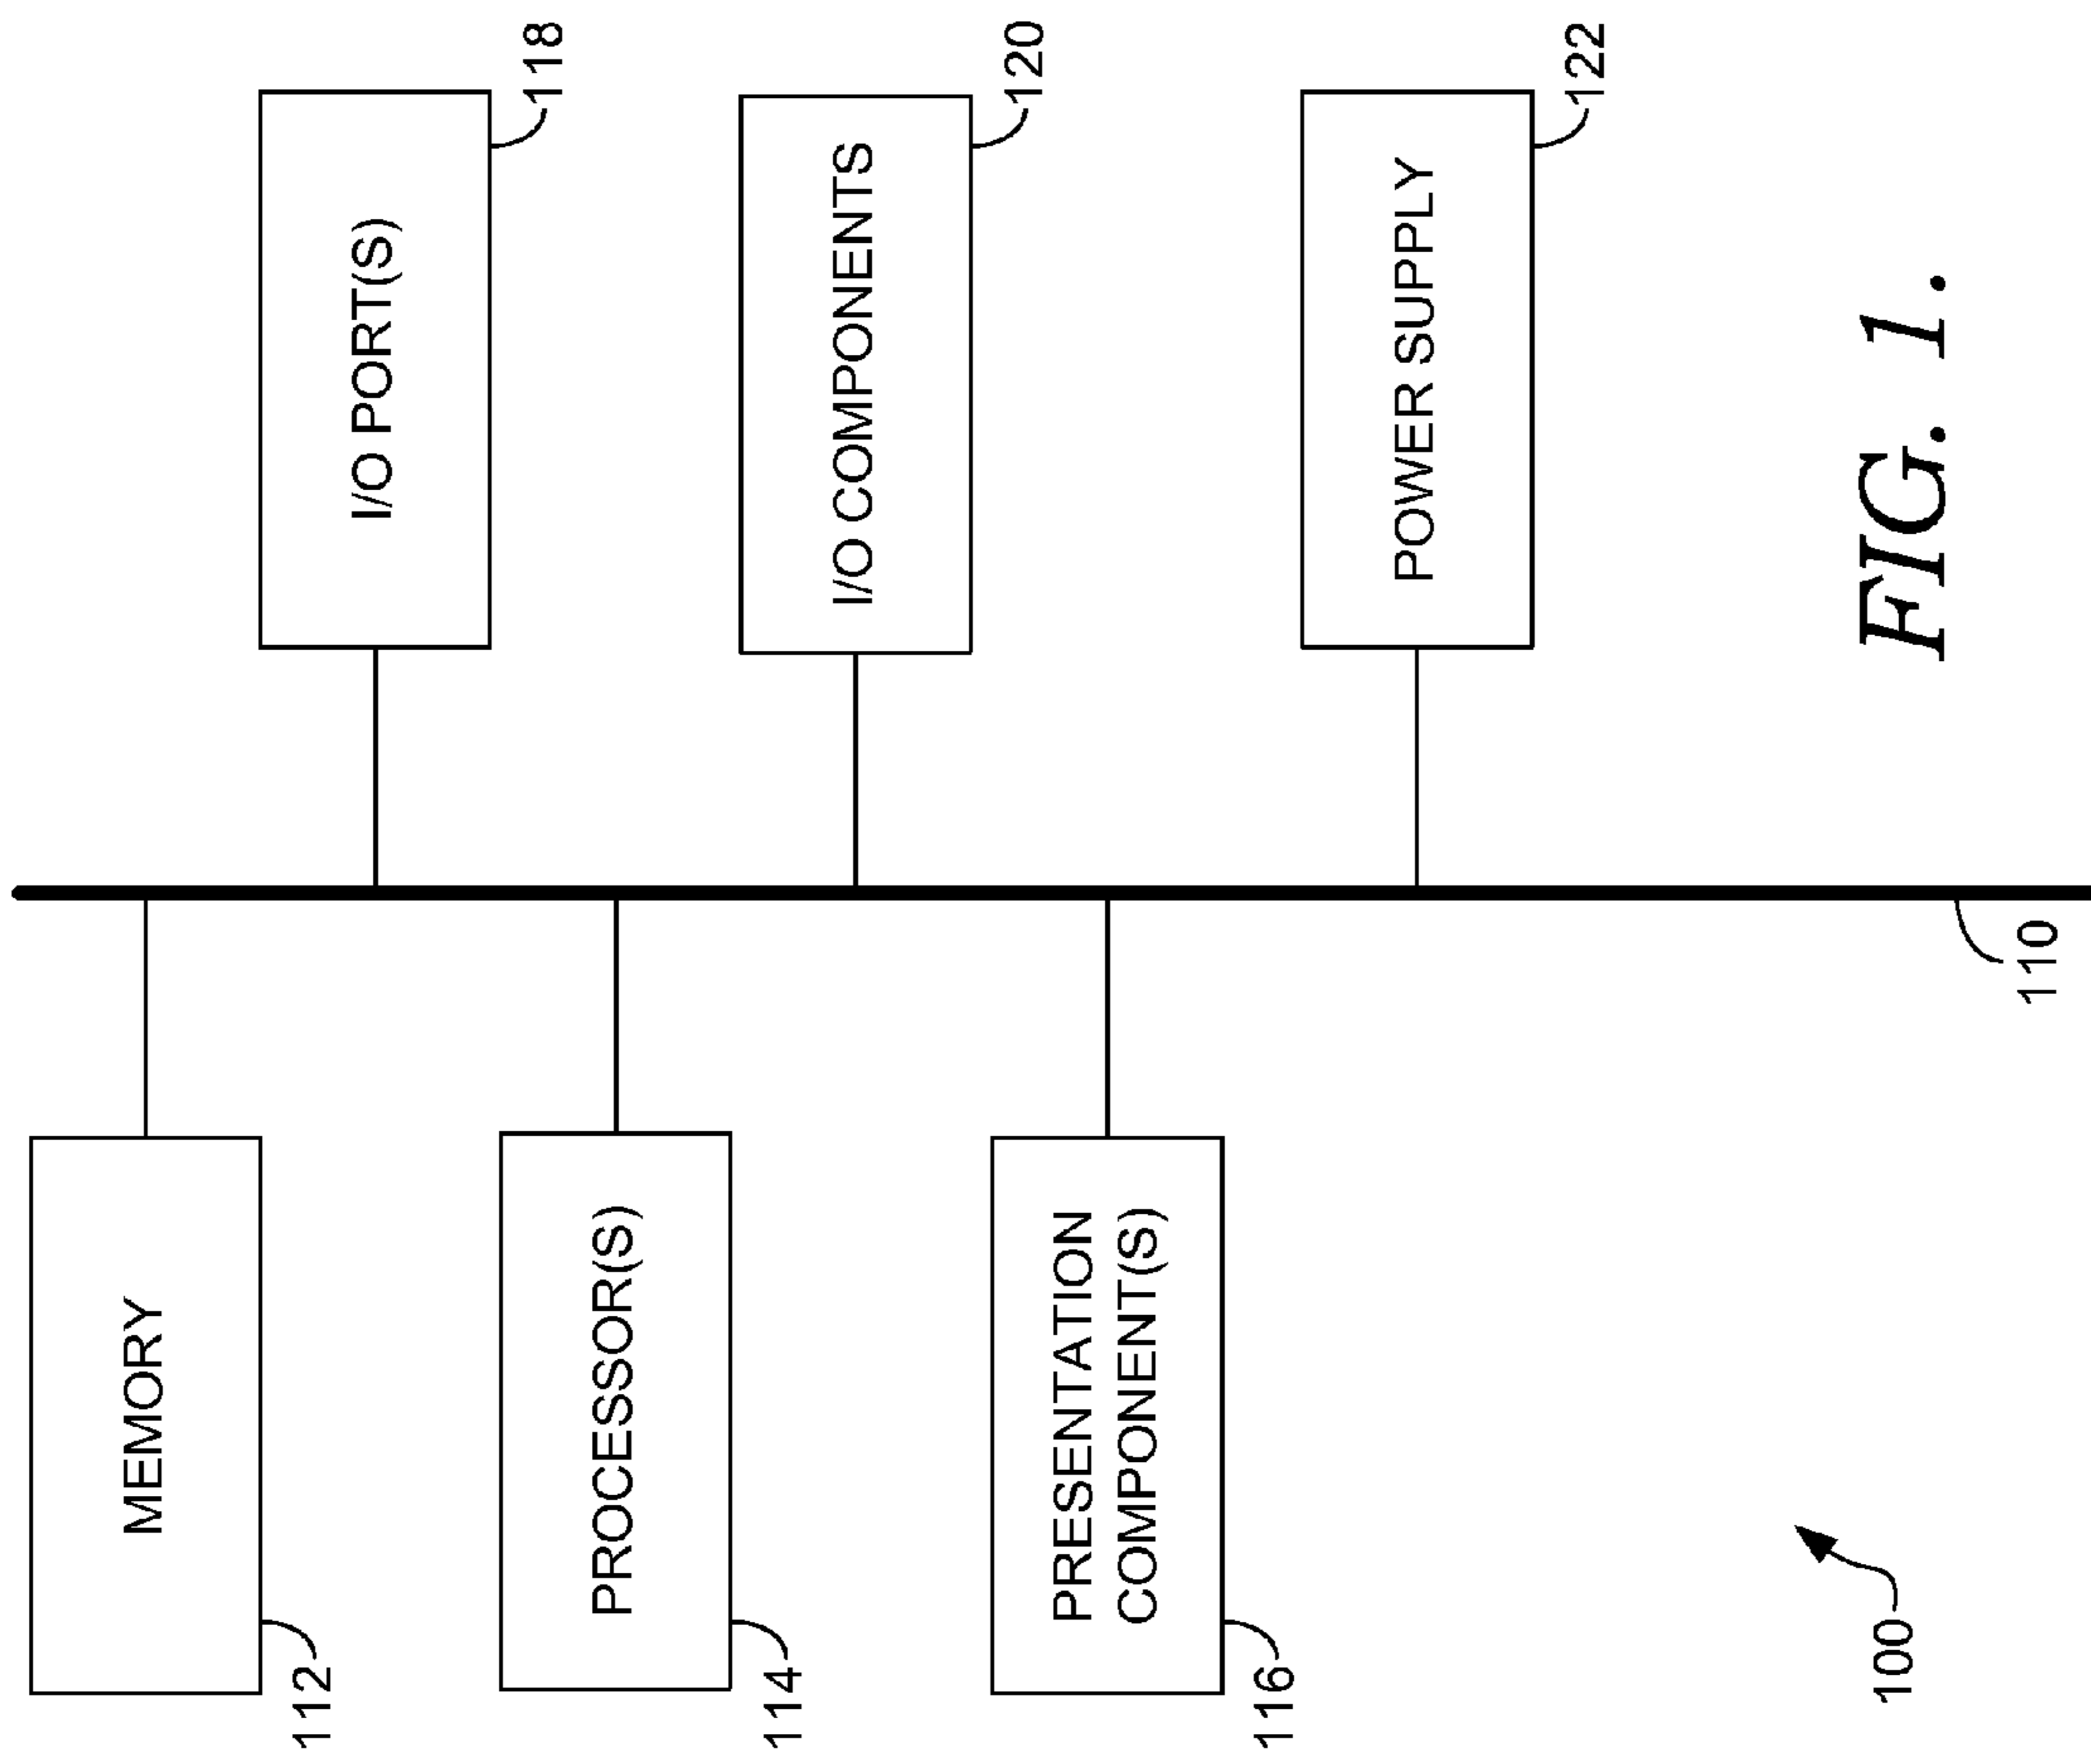 MEMORY
112
PROCESSOR(S)
114
PRESENTATION
COMPONENT(S)
116
100
I/O PORT(S)
118
I/O COMPONENTS
120
POWER SUPPLY
122
110
FIG. 1.